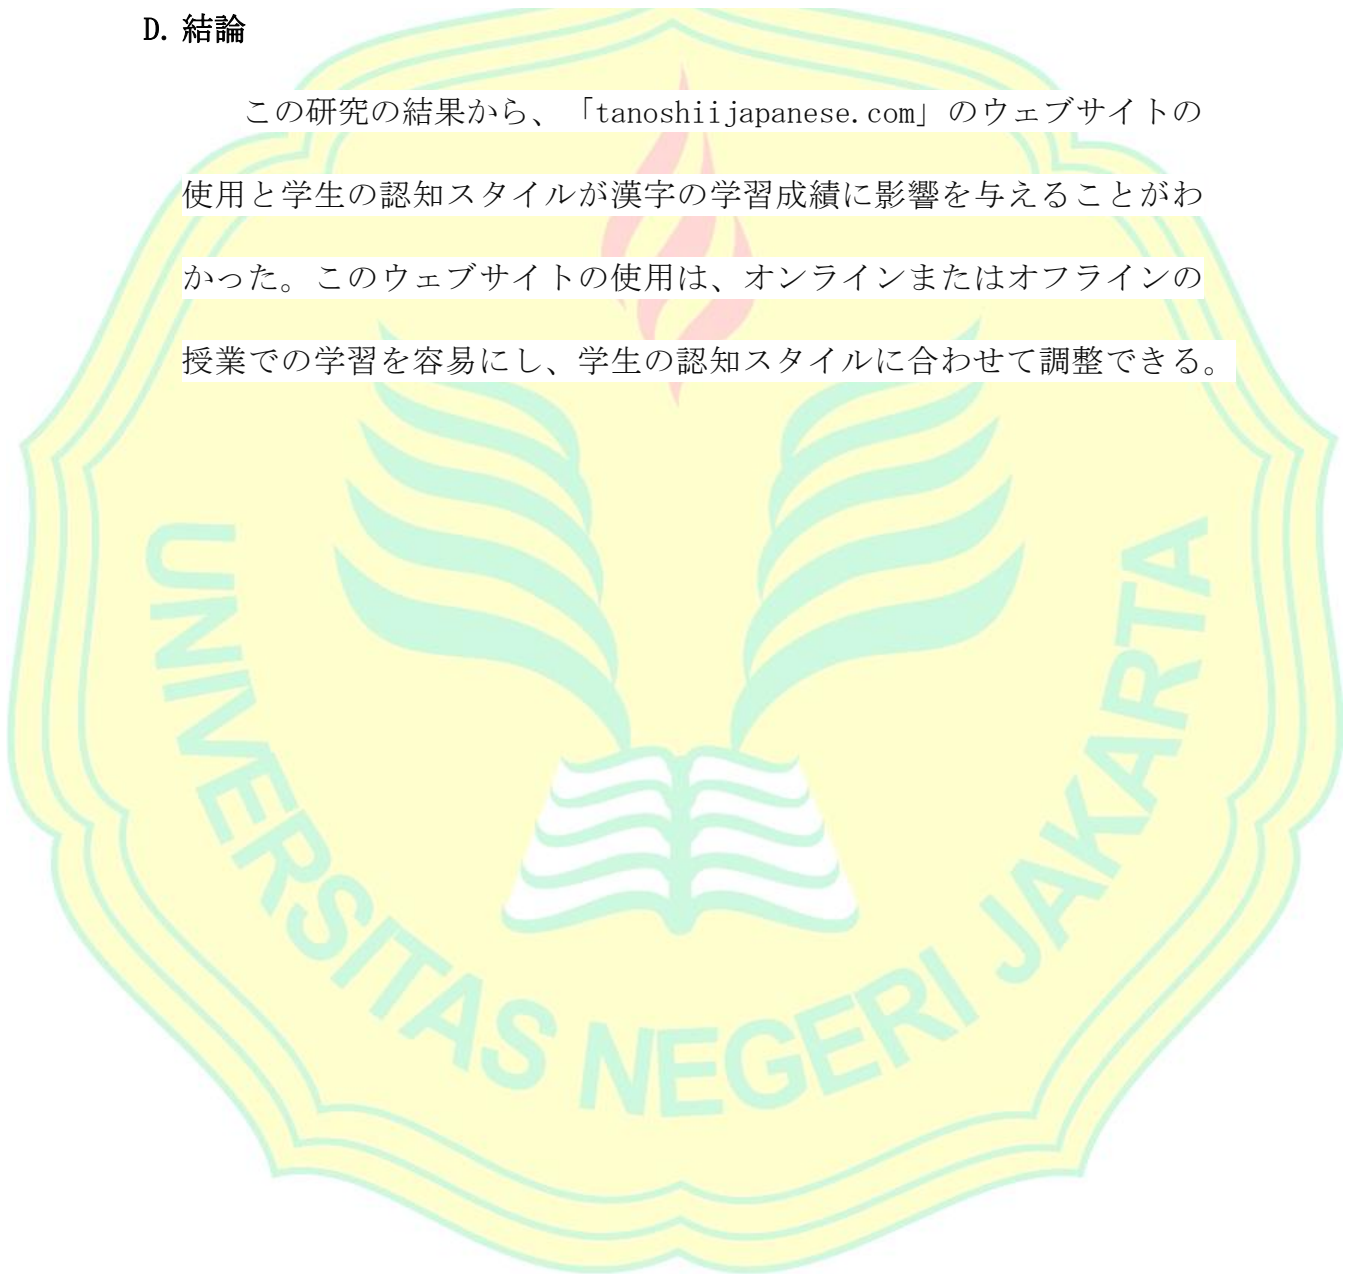 D. 結論
この研究の結果から、「tanoshiijapanese.com」のウェブサイトの
使用と学生の認知スタイルが漢字の学習成績に影響を与えることがわ
かった。このウェブサイトの使用は、オンラインまたはオフラインの
授業での学習を容易にし、学生の認知スタイルに合わせて調整できる。
UNIVERSITAS NEGERI JAKARTA